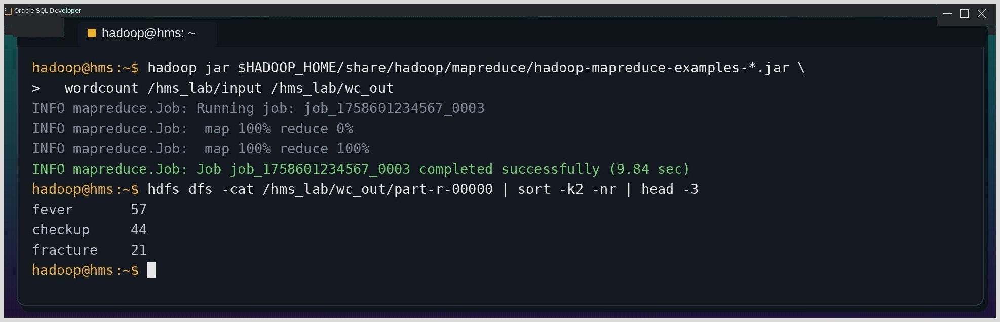 Oracle SQL Developer
hadoop@hms: ~
hadoop@hms:~$ hadoop jar $HADOOP_HOME/share/hadoop/mapreduce/hadoop-mapreduce-examples-*.jar \
>   wordcount /hms_lab/input /hms_lab/wc_out
INFO mapreduce.Job: Running job: job_1758601234567_0003
INFO mapreduce.Job:  map 100% reduce 0%
INFO mapreduce.Job:  map 100% reduce 100%
INFO mapreduce.Job: Job job_1758601234567_0003 completed successfully (9.84 sec)
hadoop@hms:~$ hdfs dfs -cat /hms_lab/wc_out/part-r-00000 | sort -k2 -nr | head -3
fever       57
checkup     44
fracture    21
hadoop@hms:~$